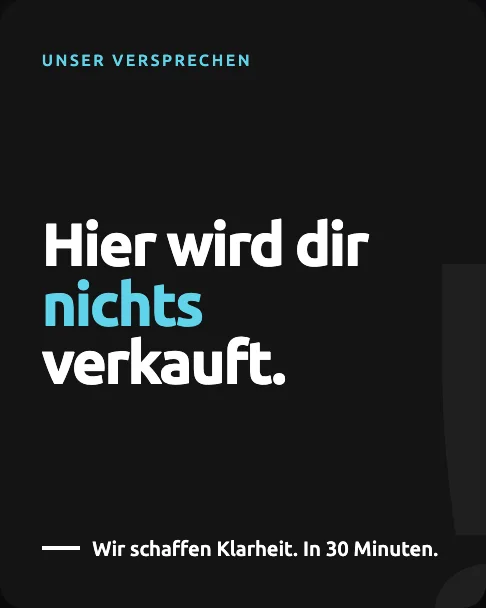 UNSER VERSPRECHEN
Hier wird dir
nichts
verkauft.
Wir schaffen Klarheit. In 30 Minuten.